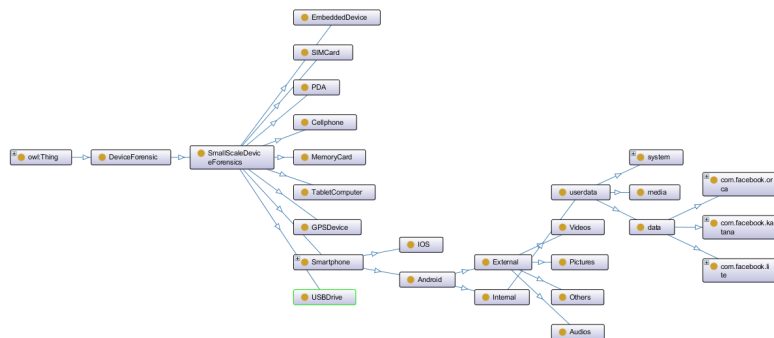 EmbeddedDevice
SIMCard
PDA
Cellphone
owl:Thing
DeviceForensic
SmallScaleDevic
eForensics
MemoryCard
TabletComputer
GPSDevice
Smartphone
USBDrive
IOS
Android
External
Internal
userdata
Videos
Pictures
Others
Audios
system
media
data
com.facebook.or
ca
com.facebook.ka
tana
com.facebook.li
te